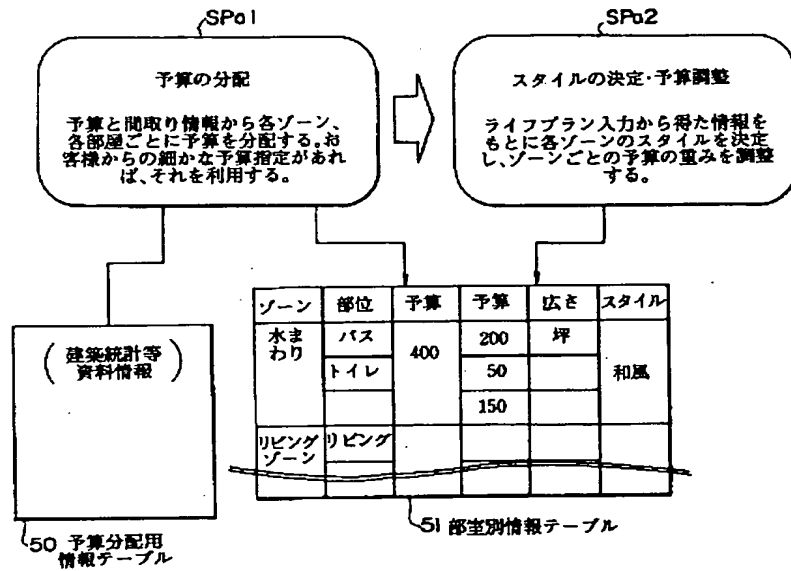 SPa1
予算の分配
予算と間取り情報から各ゾーン、
各部屋ごとに予算を分配する。お
客様からの細かな予算指定があれ
ば、それを利用する。
SPa2
スタイルの決定・予算調整
ライフプラン入力から得た情報を
もとに各ゾーンのスタイルを決定
し、ゾーンごとの予算の重みを調整
する。
(建築統計等
資料情報)
50 予算分配用
情報テーブル
ゾーン 部位 予算 予算 広さ スタイル
水ま
わり
バス 400 200 坪 和風
トイレ 50
150
リビング
ゾーン
リビング
51 部室別情報テーブル